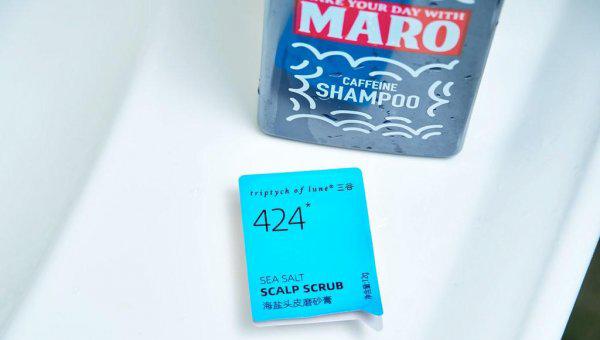 MAKE YOUR DAY WITH
MARO
CAFFEINE
SHAMPOO
triptych of lune® 三谷
424*
SEA SALT
SCALP SCRUB
海盐头皮磨砂膏